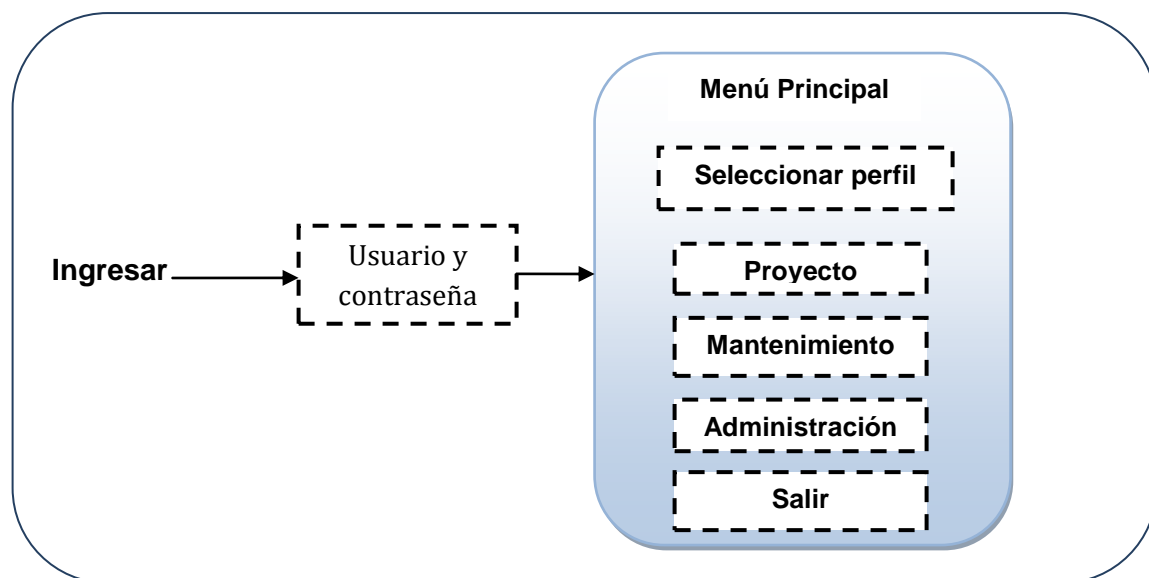 Menú Principal
Seleccionar perfil
Ingresar
Usuario y
contraseña
Proyecto
Mantenimiento
Administración
Salir